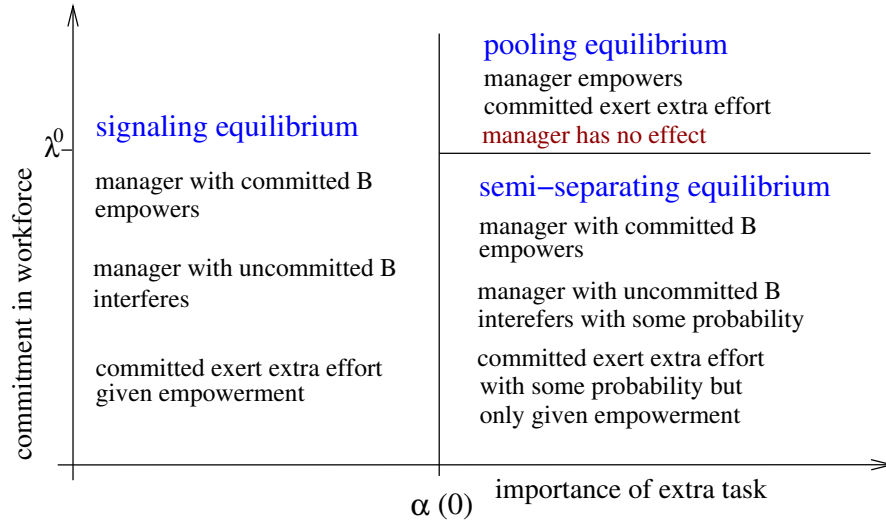 pooling equilibrium
manager empowers
committed exert extra effort
manager has no effect
signaling equilibrium
λ⁰
manager with committed B
empowers
manager with uncommitted B
interferes
committed exert extra effort
given empowerment
semi-separating equilibrium
manager with committed B
empowers
manager with uncommitted B
interefers with some probability
committed exert extra effort
with some probability but
only given empowerment
commitment in workforce
α (0)
importance of extra task